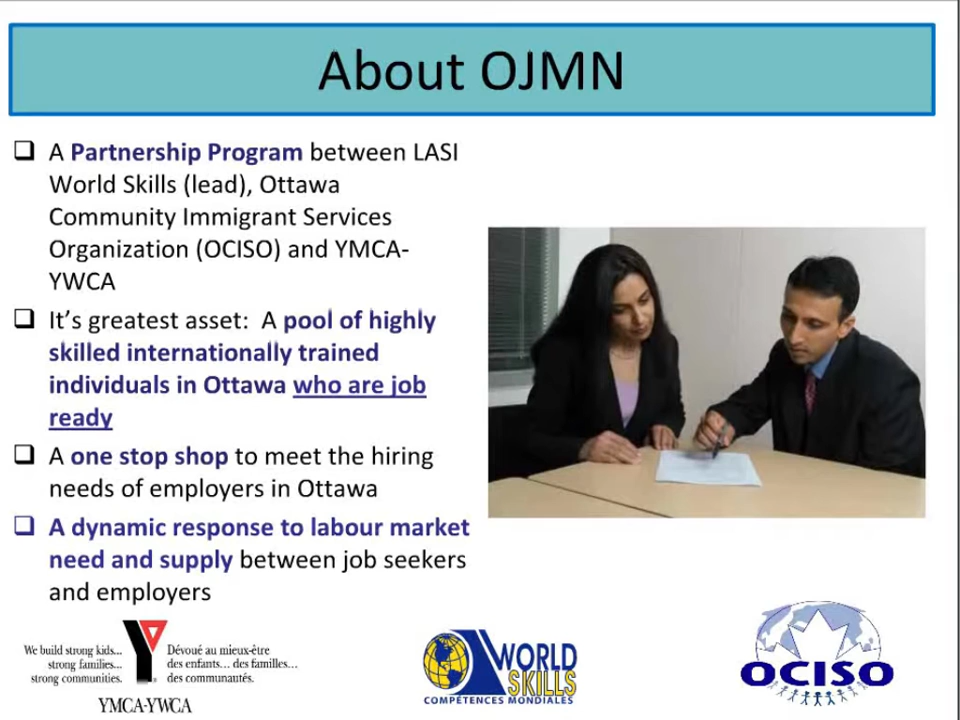 About OJMN
❑ A Partnership Program between LASI
World Skills (lead), Ottawa
Community Immigrant Services
Organization (OCISO) and YMCA-
YWCA
❑ It's greatest asset: A pool of highly
skilled internationally trained
individuals in Ottawa who are job
ready
❑ A one stop shop to meet the hiring
needs of employers in Ottawa
❑ A dynamic response to labour market
need and supply between job seekers
and employers
We build strong kids...
strong families...
strong communities.
Dévoué au mieux-être
des enfants... des familles...
des communautés.
YMCA-YWCA
WORLD
SKILLS
COMPÉTENCES MONDIALES
OCISO